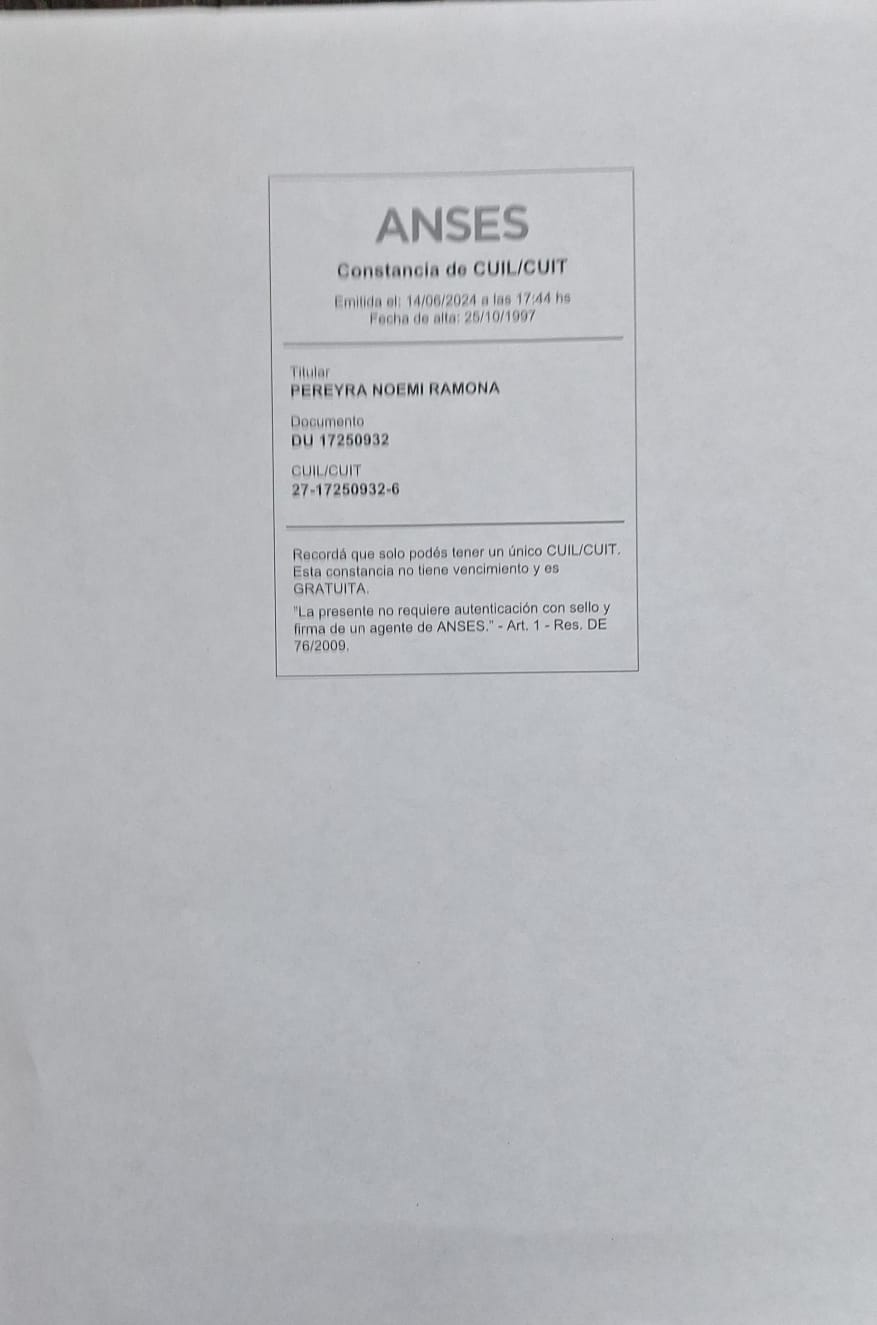 ANSES
Constancia de CUIL/CUIT
Emitida el: 14/06/2024 a las 17:44 hs
Fecha de alta: 25/10/1997
Titular
PEREYRA NOEMI RAMONA
Documento
DU 17250932
CUIL/CUIT
27-17250932-6
Recordá que solo podés tener un único CUIL/CUIT.
Esta constancia no tiene vencimiento y es
GRATUITA.
"La presente no requiere autenticación con sello y
firma de un agente de ANSES." - Art. 1 - Res. DE
76/2009.